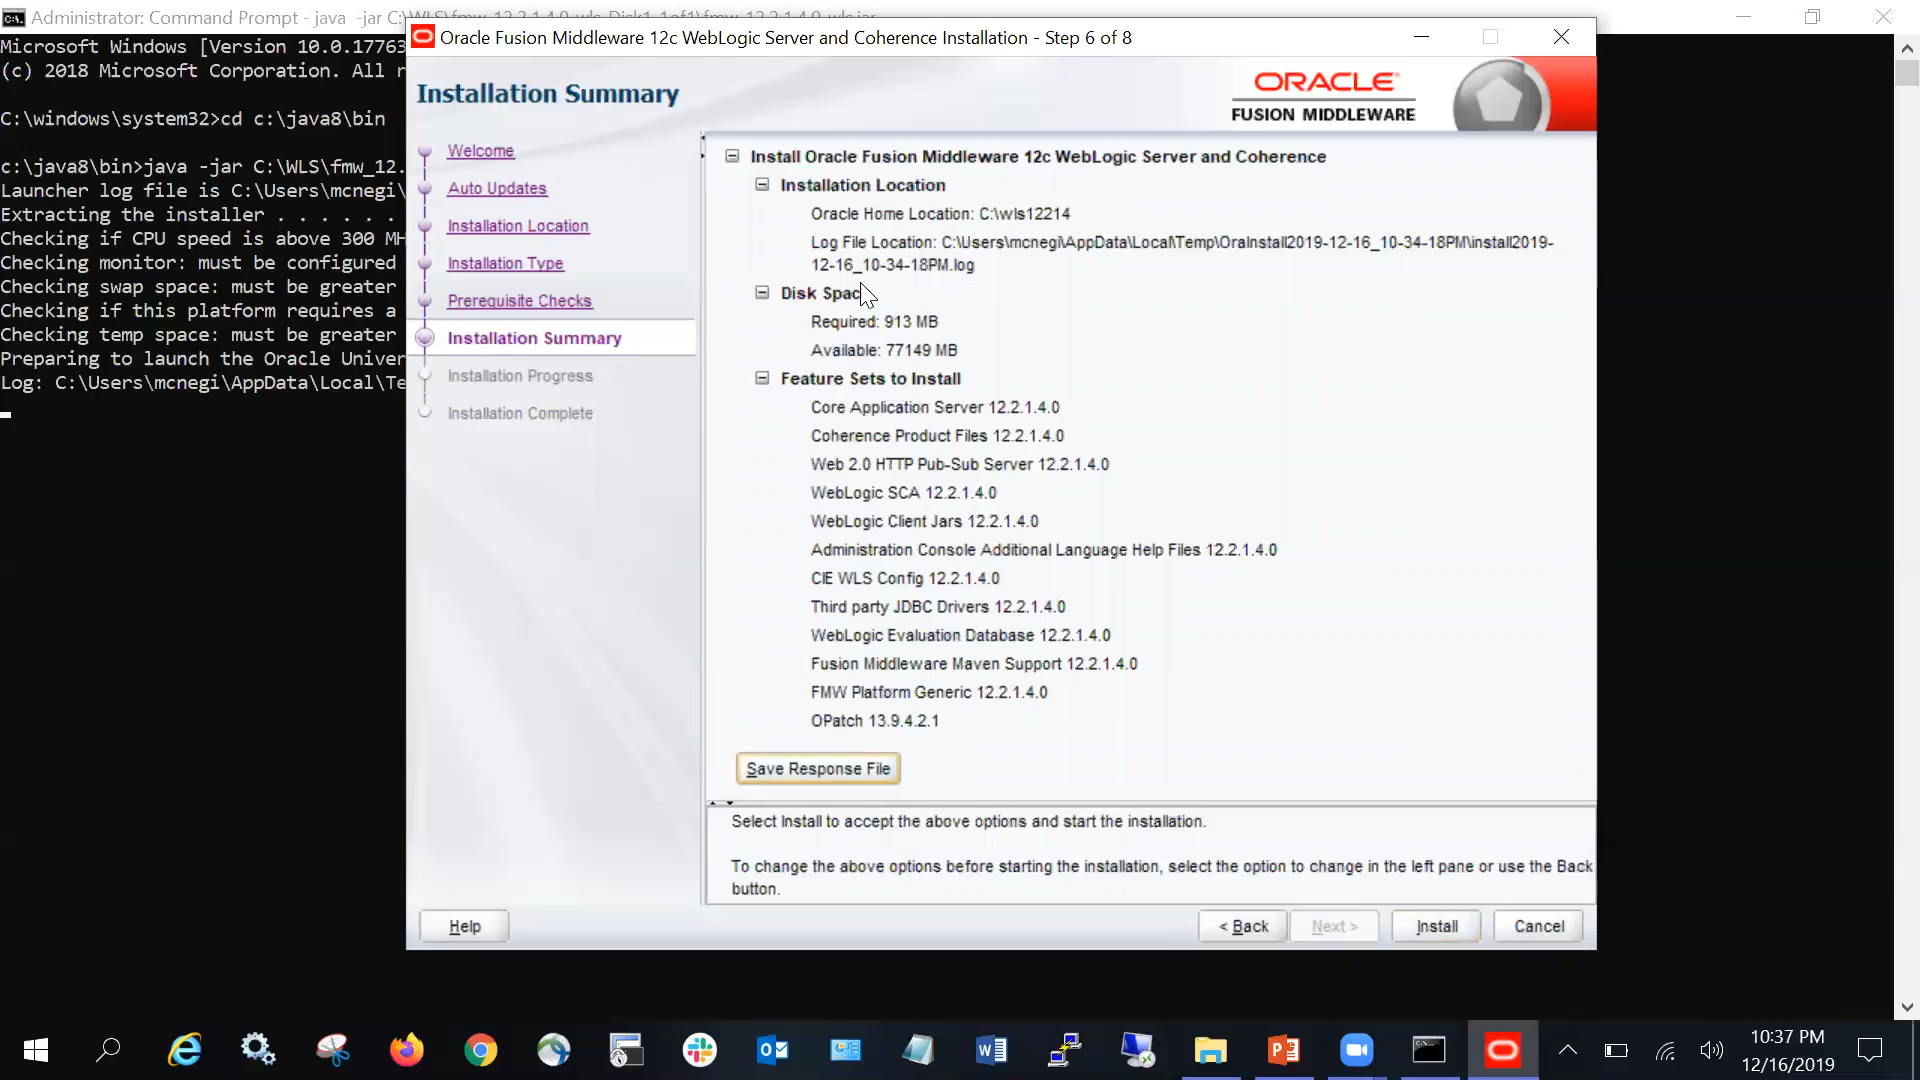 Administrator: Command Prompt - java -jar C:\WLS\fmw_12.2.1.4.0_wls_Disk1_1of1\fmw_12.2.1.4.0_wls.jar
Microsoft Windows [Version 10.0.17763
(c) 2018 Microsoft Corporation. All r
C:\windows\system32>cd c:\java8\bin
c:\java8\bin>java -jar C:\WLS\fmw_12.
Launcher log file is C:\Users\mcnegi\
Extracting the installer . . . . . .
Checking if CPU speed is above 300 MH
Checking monitor: must be configured
Checking swap space: must be greater
Checking if this platform requires a
Checking temp space: must be greater
Preparing to launch the Oracle Univer
Log: C:\Users\mcnegi\AppData\Local\Te
Oracle Fusion Middleware 12c WebLogic Server and Coherence Installation - Step 6 of 8
Installation Summary
ORACLE
FUSION MIDDLEWARE
Welcome
Auto Updates
Installation Location
Installation Type
Prerequisite Checks
Installation Summary
Installation Progress
Installation Complete
Install Oracle Fusion Middleware 12c WebLogic Server and Coherence
Installation Location
Oracle Home Location: C:\wls12214
Log File Location: C:\Users\mcnegi\AppData\Local\Temp\OraInstall2019-12-16_10-34-18PM\install2019-
12-16_10-34-18PM.log
Disk Space
Required: 913 MB
Available: 77149 MB
Feature Sets to Install
Core Application Server 12.2.1.4.0
Coherence Product Files 12.2.1.4.0
Web 2.0 HTTP Pub-Sub Server 12.2.1.4.0
WebLogic SCA 12.2.1.4.0
WebLogic Client Jars 12.2.1.4.0
Administration Console Additional Language Help Files 12.2.1.4.0
CIE WLS Config 12.2.1.4.0
Third party JDBC Drivers 12.2.1.4.0
WebLogic Evaluation Database 12.2.1.4.0
Fusion Middleware Maven Support 12.2.1.4.0
FMW Platform Generic 12.2.1.4.0
OPatch 13.9.4.2.1
Save Response File
Select Install to accept the above options and start the installation.
To change the above options before starting the installation, select the option to change in the left pane or use the Back
button.
Help
< Back
Next >
Install
Cancel
10:37 PM
12/16/2019